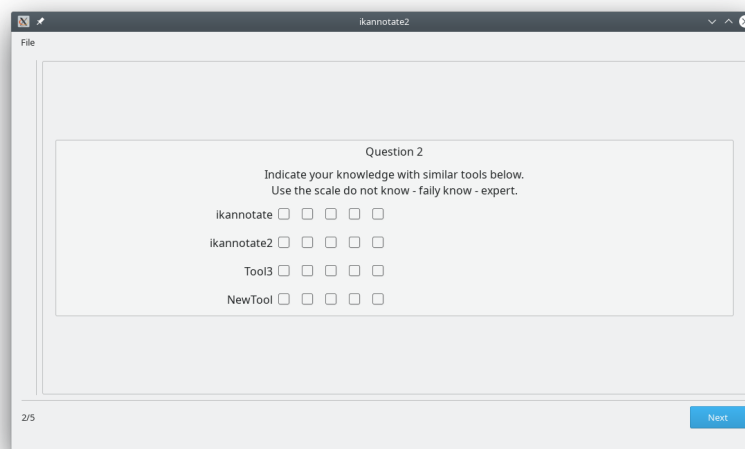 ikannotate2
File
Question 2
Indicate your knowledge with similar tools below.
Use the scale do not know - faily know - expert.
ikannotate
ikannotate2
Tool3
NewTool
2/5
Next